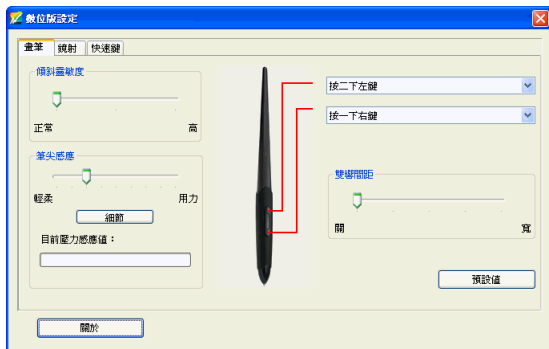 數位版設定
畫筆 鏡射 快速鍵
傾斜靈敏度
正常 高
筆尖感應
輕柔 用力
細節
目前壓力感應值：
按二下左鍵
按一下右鍵
雙擊間距
關 寬
預設值
關於